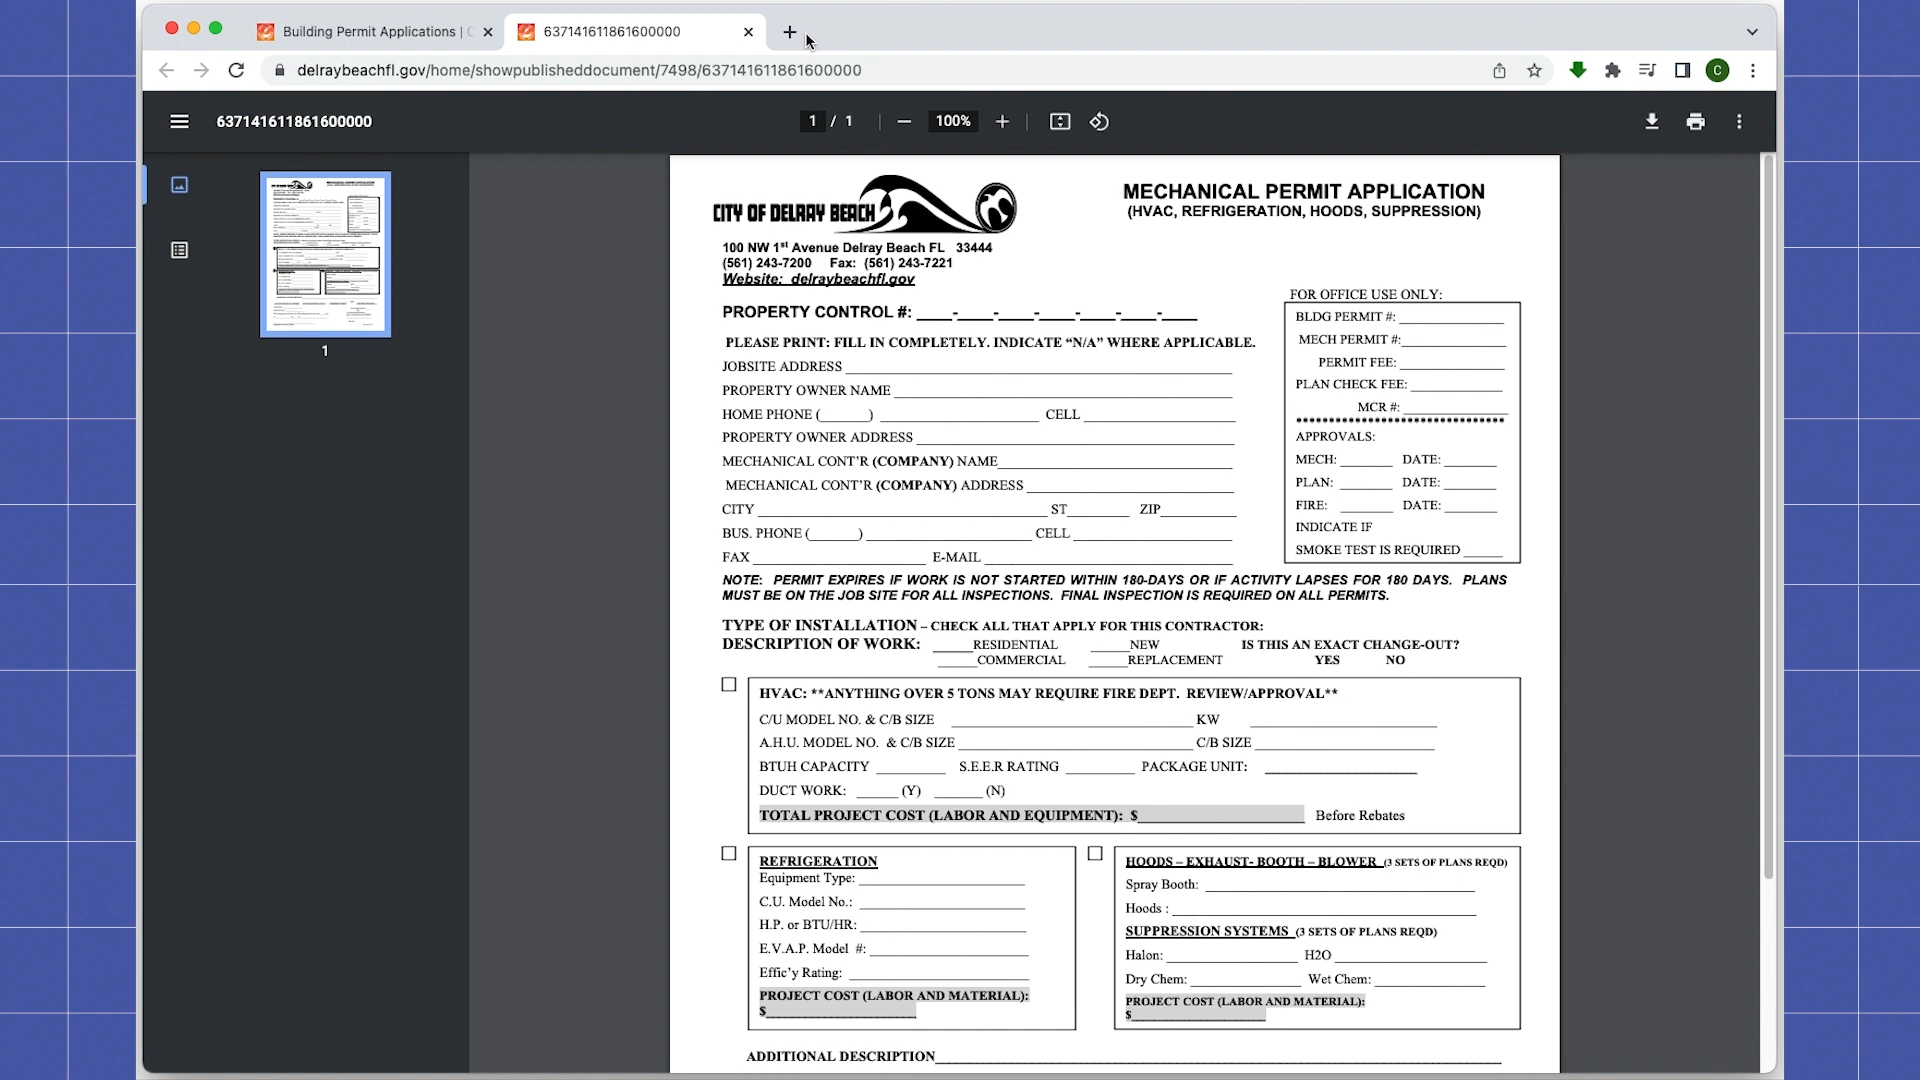 Building Permit Applications |
637141611861600000
delraybeachfl.gov/home/showpublisheddocument/7498/637141611861600000
C
637141611861600000
1 / 1
100%
1
CITY OF DELRAY BEACH
100 NW 1st Avenue Delray Beach FL 33444
(561) 243-7200 Fax: (561) 243-7221
Website: delraybeachfl.gov
MECHANICAL PERMIT APPLICATION
(HVAC, REFRIGERATION, HOODS, SUPPRESSION)
PROPERTY CONTROL #: ____-____-____-____-____-____-____
PLEASE PRINT: FILL IN COMPLETELY. INDICATE “N/A” WHERE APPLICABLE.
JOBSITE ADDRESS
PROPERTY OWNER NAME
HOME PHONE (______) CELL
PROPERTY OWNER ADDRESS
MECHANICAL CONT'R (COMPANY) NAME
MECHANICAL CONT'R (COMPANY) ADDRESS
CITY ST ZIP
BUS. PHONE (______) CELL
FAX E-MAIL
FOR OFFICE USE ONLY:
BLDG PERMIT #:
MECH PERMIT #:
PERMIT FEE:
PLAN CHECK FEE:
MCR #:
APPROVALS:
MECH: DATE:
PLAN: DATE:
FIRE: DATE:
INDICATE IF
SMOKE TEST IS REQUIRED
NOTE: PERMIT EXPIRES IF WORK IS NOT STARTED WITHIN 180-DAYS OR IF ACTIVITY LAPSES FOR 180 DAYS. PLANS
MUST BE ON THE JOB SITE FOR ALL INSPECTIONS. FINAL INSPECTION IS REQUIRED ON ALL PERMITS.
TYPE OF INSTALLATION – CHECK ALL THAT APPLY FOR THIS CONTRACTOR:
DESCRIPTION OF WORK: RESIDENTIAL NEW IS THIS AN EXACT CHANGE-OUT?
COMMERCIAL REPLACEMENT YES NO
HVAC: **ANYTHING OVER 5 TONS MAY REQUIRE FIRE DEPT. REVIEW/APPROVAL**
C/U MODEL NO. & C/B SIZE KW
A.H.U. MODEL NO. & C/B SIZE C/B SIZE
BTUH CAPACITY S.E.E.R RATING PACKAGE UNIT:
DUCT WORK: (Y) (N)
TOTAL PROJECT COST (LABOR AND EQUIPMENT): $ Before Rebates
REFRIGERATION
Equipment Type:
C.U. Model No.:
H.P. or BTU/HR:
E.V.A.P. Model #:
Effic'y Rating:
PROJECT COST (LABOR AND MATERIAL):
$
HOODS – EXHAUST- BOOTH – BLOWER (3 SETS OF PLANS REQD)
Spray Booth:
Hoods :
SUPPRESSION SYSTEMS (3 SETS OF PLANS REQD)
Halon: H2O
Dry Chem: Wet Chem:
PROJECT COST (LABOR AND MATERIAL):
$
ADDITIONAL DESCRIPTION